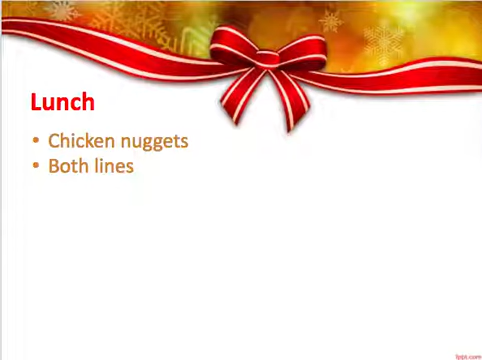 Lunch
• Chicken nuggets
• Both lines
fppt.com